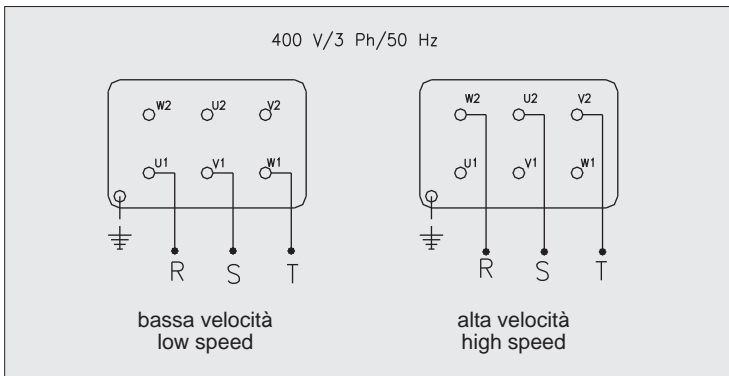 400 V/3 Ph/50 Hz
W2 U2 V2
U1 V1 W1
R S T
bassa velocità
low speed
W2 U2 V2
U1 V1 W1
R S T
alta velocità
high speed